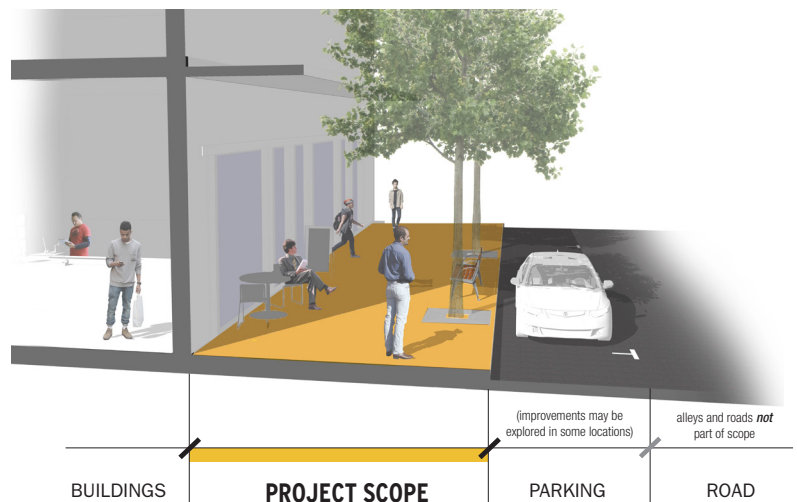 (improvements may be
explored in some locations)
alleys and roads not
part of scope
BUILDINGS
PROJECT SCOPE
PARKING
ROAD